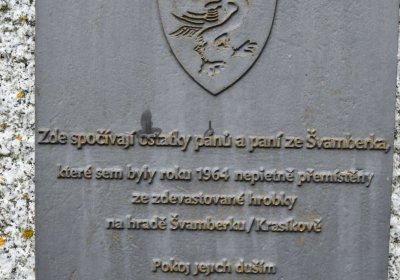 Zde spočívají ostatky pánů a paní ze Švamberka,
které sem byly roku 1964 nepietně přemístěny
ze zdevastované hrobky
na hradě Švamberku/Krasíkově
Pokoj jejich duším